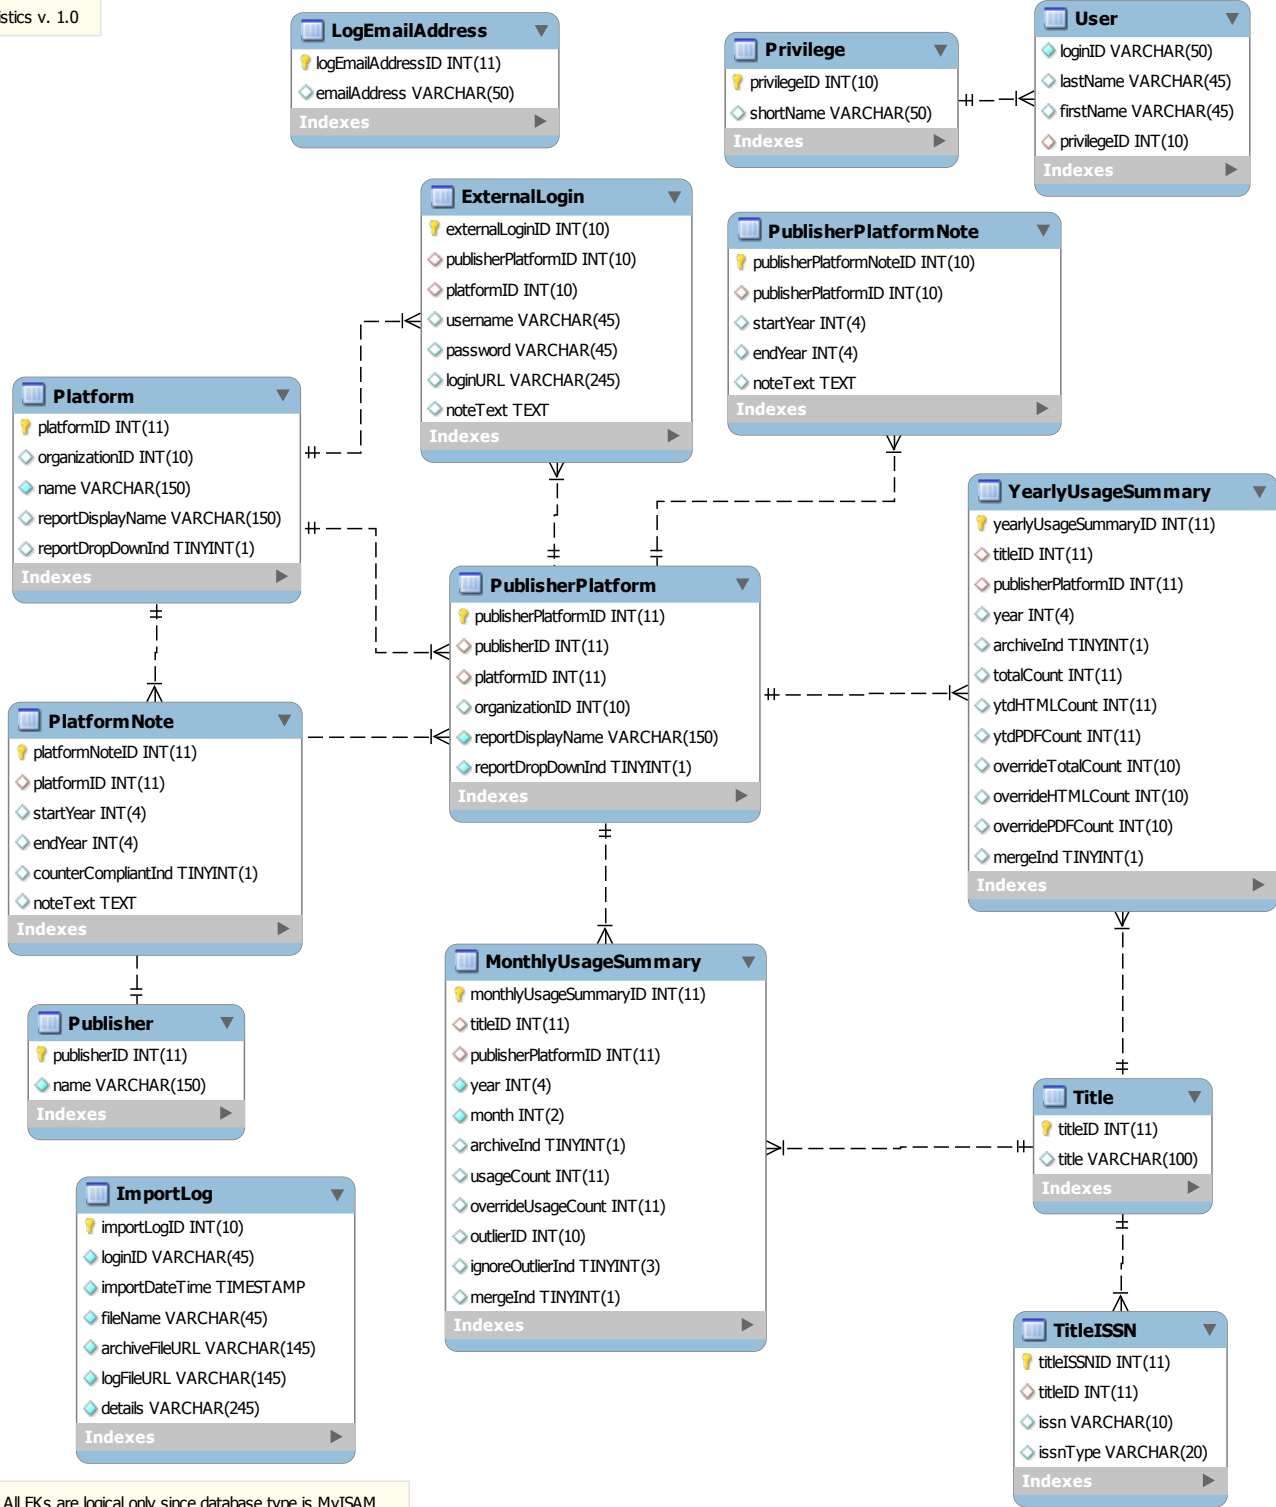 istics v. 1.0
LogEmailAddress
logEmailAddressID INT(11)
emailAddress VARCHAR(50)
Indexes
Privilege
privilegeID INT(10)
shortName VARCHAR(50)
Indexes
User
loginID VARCHAR(50)
lastName VARCHAR(45)
firstName VARCHAR(45)
privilegeID INT(10)
Indexes
ExternalLogin
externalLoginID INT(10)
publisherPlatformID INT(10)
platformID INT(10)
username VARCHAR(45)
password VARCHAR(45)
loginURL VARCHAR(245)
noteText TEXT
Indexes
PublisherPlatformNote
publisherPlatformNoteID INT(10)
publisherPlatformID INT(10)
startYear INT(4)
endYear INT(4)
noteText TEXT
Indexes
Platform
platformID INT(11)
organizationID INT(10)
name VARCHAR(150)
reportDisplayName VARCHAR(150)
reportDropDownInd TINYINT(1)
Indexes
YearlyUsageSummary
yearlyUsageSummaryID INT(11)
titleID INT(11)
publisherPlatformID INT(11)
year INT(4)
archiveInd TINYINT(1)
totalCount INT(11)
ytdHTMLCount INT(11)
ytdPDFCount INT(11)
overrideTotalCount INT(10)
overrideHTMLCount INT(10)
overridePDFCount INT(10)
mergeInd TINYINT(1)
Indexes
PublisherPlatform
publisherPlatformID INT(11)
publisherID INT(11)
platformID INT(11)
organizationID INT(10)
reportDisplayName VARCHAR(150)
reportDropDownInd TINYINT(1)
Indexes
PlatformNote
platformNoteID INT(11)
platformID INT(11)
startYear INT(4)
endYear INT(4)
counterCompliantInd TINYINT(1)
noteText TEXT
Indexes
Publisher
publisherID INT(11)
name VARCHAR(150)
Indexes
MonthlyUsageSummary
monthlyUsageSummaryID INT(11)
titleID INT(11)
publisherPlatformID INT(11)
year INT(4)
month INT(2)
archiveInd TINYINT(1)
usageCount INT(11)
overrideUsageCount INT(11)
outlierID INT(10)
ignoreOutlierInd TINYINT(3)
mergeInd TINYINT(1)
Indexes
Title
titleID INT(11)
title VARCHAR(100)
Indexes
ImportLog
importLogID INT(10)
loginID VARCHAR(45)
importDateTime TIMESTAMP
fileName VARCHAR(45)
archiveFileURL VARCHAR(145)
logFileURL VARCHAR(145)
details VARCHAR(245)
Indexes
TitleISSN
titleISSNID INT(11)
titleID INT(11)
issn VARCHAR(10)
issnType VARCHAR(20)
Indexes
All FKs are logical only since database type is MyISAM